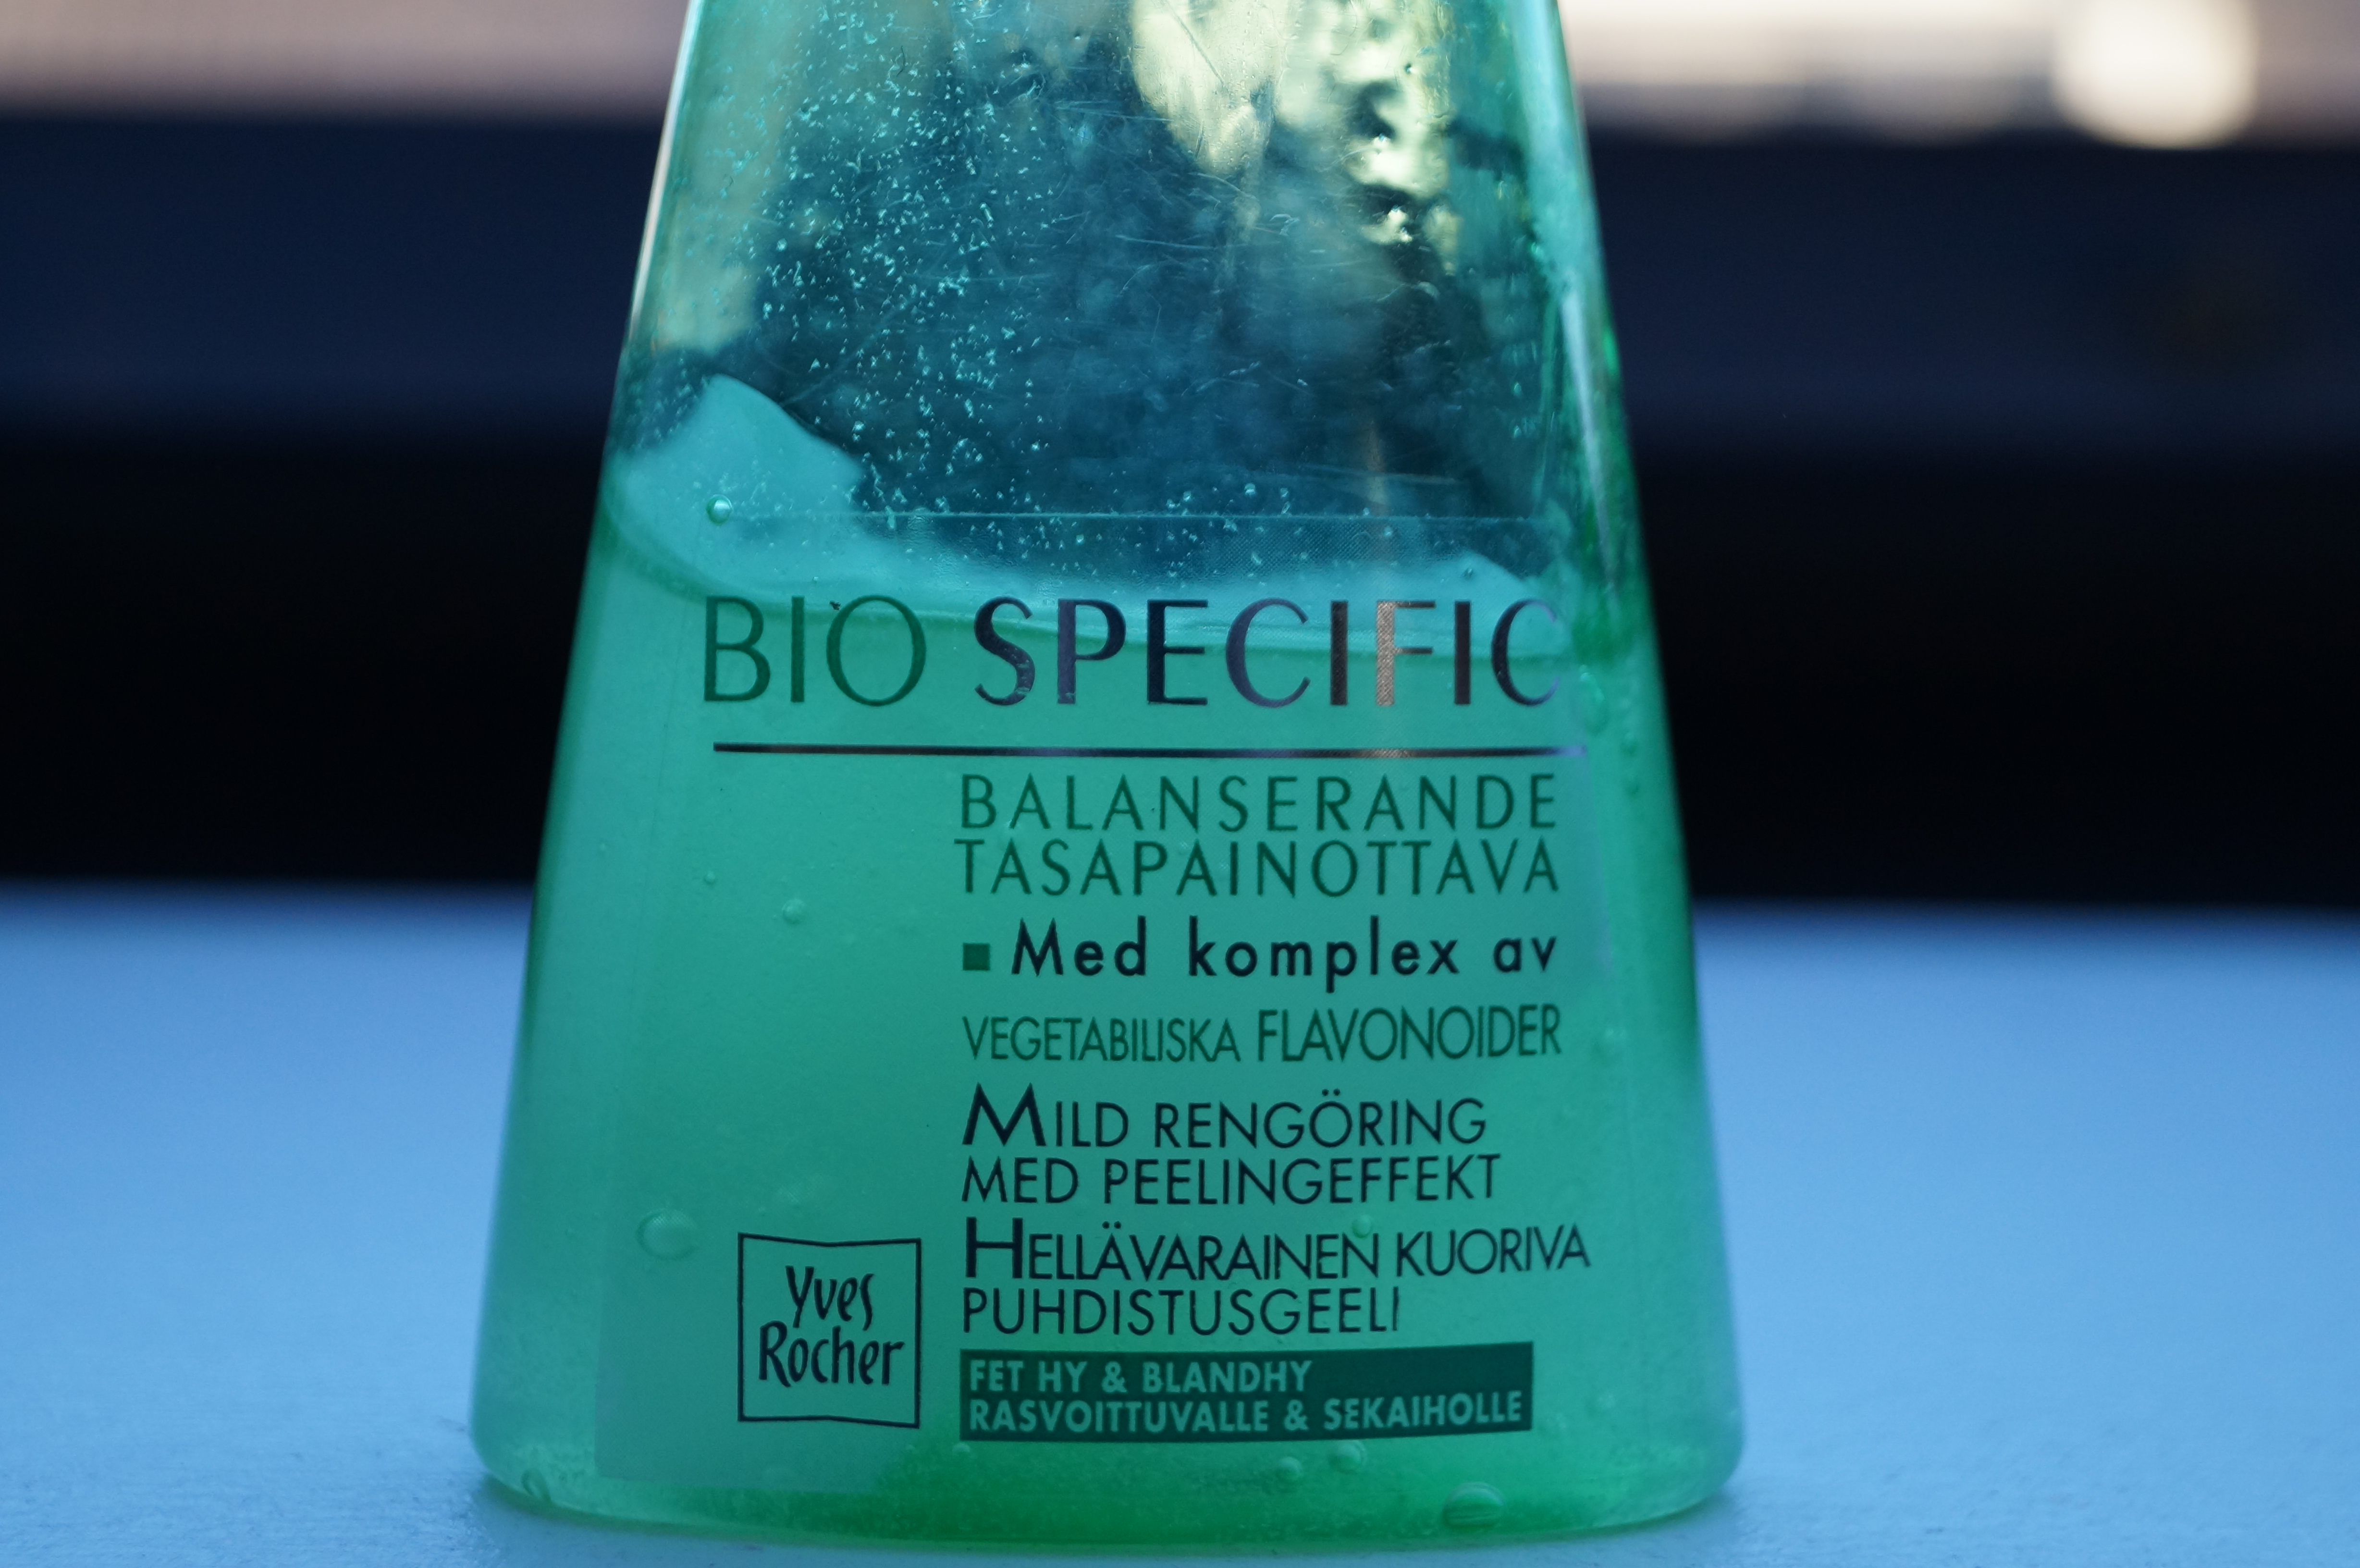 BIO SPECIFIC
BALANSERANDE
TASAPAINOTTAVA
▪ Med komplex av
VEGETABILISKA FLAVONOIDER
MILD RENGÖRING
MED PEELINGEFFEKT
HELLÄVARAINEN KUORIVA
PUHDISTUSGEELI
FET HY & BLANDHY
RASVOITTUVALLE & SEKAIHOLLE
Yves
Rocher